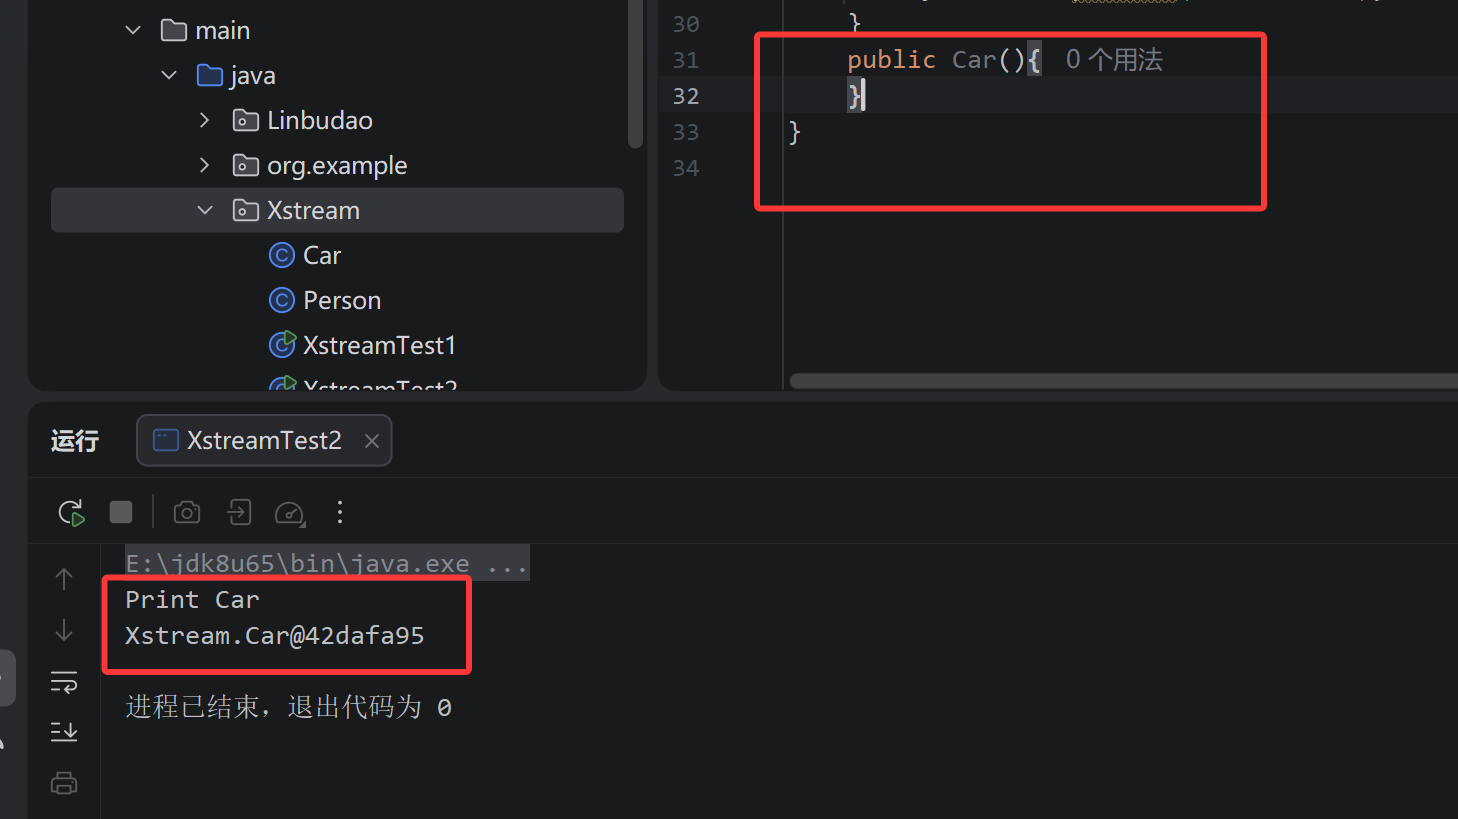 main
java
Linbudao
org.example
Xstream
Car
Person
XstreamTest1
XstreamTest2
30 }
31 public Car(){ 0 个用法
32 }
33 }
34
运行 XstreamTest2
E:\jdk8u65\bin\java.exe ...
Print Car
Xstream.Car@42dafa95
进程已结束，退出代码为 0